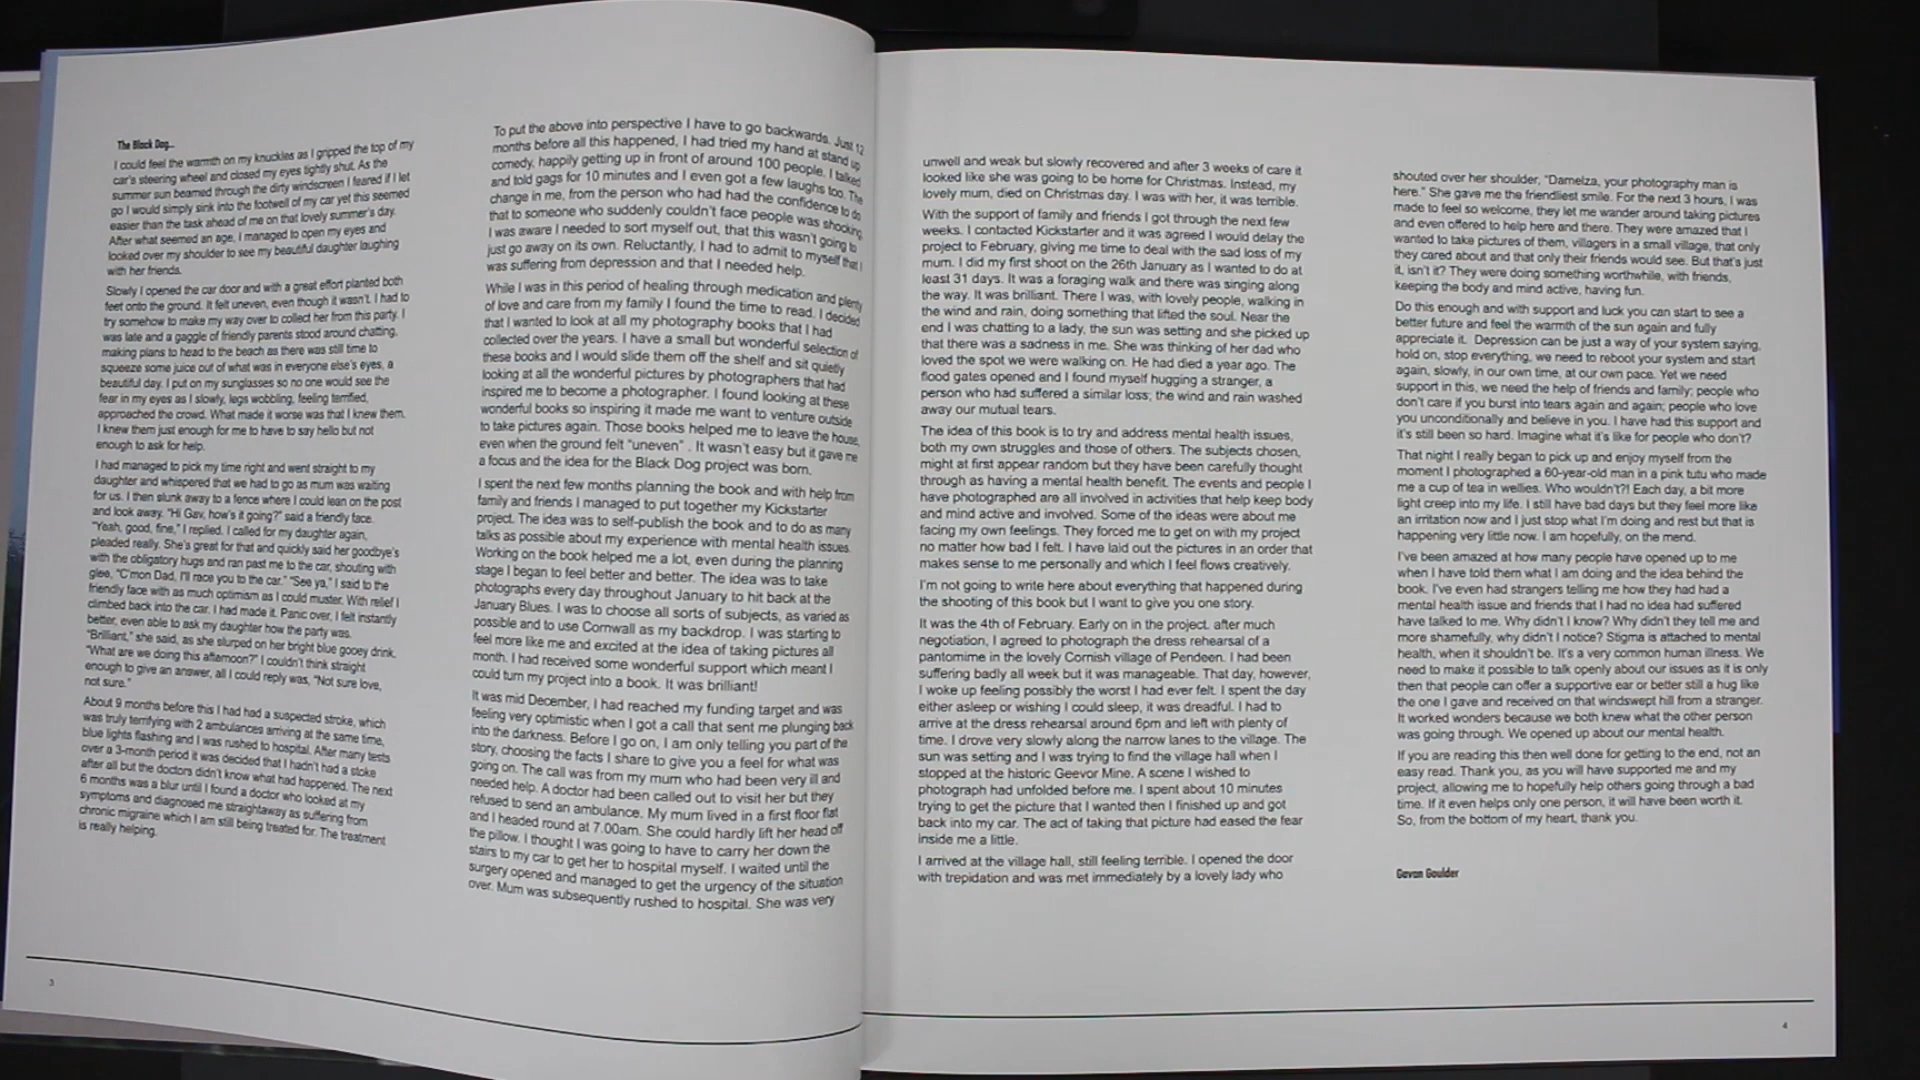 The Black Dog...
I could feel the warmth on my knuckles as I gripped the top of my
car's steering wheel and closed my eyes tightly shut. As the
summer sun beamed through the dirty windscreen I feared if I let
go I would simply sink into the footwell of my car yet this seemed
easier than the task ahead of me on that lovely summer's day.
After what seemed an age, I managed to open my eyes and
looked over my shoulder to see my beautiful daughter laughing
with her friends.
Slowly I opened the car door and with a great effort planted both
feet onto the ground. It felt uneven, even though it wasn't. I had to
try somehow to make my way over to collect her from this party. I
was late and a gaggle of friendly parents stood around chatting,
making plans to head to the beach as there was still time to
squeeze some juice out of what was in everyone else's eyes, a
beautiful day. I put on my sunglasses so no one would see the
fear in my eyes as I slowly, legs wobbling, feeling terrified,
approached the crowd. What made it worse was that I knew them.
I knew them just enough for me to have to say hello but not
enough to ask for help.
I had managed to pick my time right and went straight to my
daughter and whispered that we had to go as mum was waiting
for us. I then slunk away to a fence where I could lean on the post
and look away. "Hi Gav, how's it going?" said a friendly face.
"Yeah, good, fine," I replied. I called for my daughter again,
pleaded really. She's great for that and quickly said her goodbye's
with the obligatory hugs and ran past me to the car, shouting with
glee, "C'mon Dad, I'll race you to the car." "See ya," I said to the
friendly face with as much optimism as I could muster. With relief I
climbed back into the car. I had made it. Panic over, I felt instantly
better, even able to ask my daughter how the party was.
"Brilliant," she said, as she slurped on her bright blue gooey drink.
"What are we doing this afternoon?" I couldn't think straight
enough to give an answer, all I could reply was, "Not sure love,
not sure."
About 9 months before this I had had a suspected stroke, which
was truly terrifying with 2 ambulances arriving at the same time,
blue lights flashing and I was rushed to hospital. After many tests
over a 3-month period it was decided that I hadn't had a stoke
after all but the doctors didn't know what had happened. The next
6 months was a blur until I found a doctor who looked at my
symptoms and diagnosed me straightaway as suffering from
chronic migraine which I am still being treated for. The treatment
is really helping.
To put the above into perspective I have to go backwards. Just 12
months before all this happened, I had tried my hand at stand up
comedy, happily getting up in front of around 100 people. I talked
and told gags for 10 minutes and I even got a few laughs too. The
change in me, from the person who had had the confidence to do
that to someone who suddenly couldn't face people was shocking.
I was aware I needed to sort myself out, that this wasn't going to
just go away on its own. Reluctantly, I had to admit to myself that I
was suffering from depression and that I needed help.
While I was in this period of healing through medication and plenty
of love and care from my family I found the time to read. I decided
that I wanted to look at all my photography books that I had
collected over the years. I have a small but wonderful selection of
these books and I would slide them off the shelf and sit quietly
looking at all the wonderful pictures by photographers that had
inspired me to become a photographer. I found looking at these
wonderful books so inspiring it made me want to venture outside
to take pictures again. Those books helped me to leave the house,
even when the ground felt "uneven" . It wasn't easy but it gave me
a focus and the idea for the Black Dog project was born.
I spent the next few months planning the book and with help from
family and friends I managed to put together my Kickstarter
project. The idea was to self-publish the book and to do as many
talks as possible about my experience with mental health issues.
Working on the book helped me a lot, even during the planning
stage I began to feel better and better. The idea was to take
photographs every day throughout January to hit back at the
January Blues. I was to choose all sorts of subjects, as varied as
possible and to use Cornwall as my backdrop. I was starting to
feel more like me and excited at the idea of taking pictures all
month. I had received some wonderful support which meant I
could turn my project into a book. It was brilliant!
It was mid December, I had reached my funding target and was
feeling very optimistic when I got a call that sent me plunging back
into the darkness. Before I go on, I am only telling you part of the
story, choosing the facts I share to give you a feel for what was
going on. The call was from my mum who had been very ill and
needed help. A doctor had been called out to visit her but they
refused to send an ambulance. My mum lived in a first floor flat
and I headed round at 7.00am. She could hardly lift her head off
the pillow. I thought I was going to have to carry her down the
stairs to my car to get her to hospital myself. I waited until the
surgery opened and managed to get the urgency of the situation
over. Mum was subsequently rushed to hospital. She was very
3
unwell and weak but slowly recovered and after 3 weeks of care it
looked like she was going to be home for Christmas. Instead, my
lovely mum, died on Christmas day. I was with her, it was terrible.
With the support of family and friends I got through the next few
weeks. I contacted Kickstarter and it was agreed I would delay the
project to February, giving me time to deal with the sad loss of my
mum. I did my first shoot on the 26th January as I wanted to do at
least 31 days. It was a foraging walk and there was singing along
the way. It was brilliant. There I was, with lovely people, walking in
the wind and rain, doing something that lifted the soul. Near the
end I was chatting to a lady, the sun was setting and she picked up
that there was a sadness in me. She was thinking of her dad who
loved the spot we were walking on. He had died a year ago. The
flood gates opened and I found myself hugging a stranger, a
person who had suffered a similar loss; the wind and rain washed
away our mutual tears.
The idea of this book is to try and address mental health issues,
both my own struggles and those of others. The subjects chosen,
might at first appear random but they have been carefully thought
through as having a mental health benefit. The events and people I
have photographed are all involved in activities that help keep body
and mind active and involved. Some of the ideas were about me
facing my own feelings. They forced me to get on with my project
no matter how bad I felt. I have laid out the pictures in an order that
makes sense to me personally and which I feel flows creatively.
I'm not going to write here about everything that happened during
the shooting of this book but I want to give you one story.
It was the 4th of February. Early on in the project, after much
negotiation, I agreed to photograph the dress rehearsal of a
pantomime in the lovely Cornish village of Pendeen. I had been
suffering badly all week but it was manageable. That day, however,
I woke up feeling possibly the worst I had ever felt. I spent the day
either asleep or wishing I could sleep, it was dreadful. I had to
arrive at the dress rehearsal around 6pm and left with plenty of
time. I drove very slowly along the narrow lanes to the village. The
sun was setting and I was trying to find the village hall when I
stopped at the historic Geevor Mine. A scene I wished to
photograph had unfolded before me. I spent about 10 minutes
trying to get the picture that I wanted then I finished up and got
back into my car. The act of taking that picture had eased the fear
inside me a little.
I arrived at the village hall, still feeling terrible. I opened the door
with trepidation and was met immediately by a lovely lady who
shouted over her shoulder, "Damelza, your photography man is
here." She gave me the friendliest smile. For the next 3 hours, I was
made to feel so welcome, they let me wander around taking pictures
and even offered to help here and there. They were amazed that I
wanted to take pictures of them, villagers in a small village, that only
they cared about and that only their friends would see. But that's just
it, isn't it? They were doing something worthwhile, with friends,
keeping the body and mind active, having fun.
Do this enough and with support and luck you can start to see a
better future and feel the warmth of the sun again and fully
appreciate it. Depression can be just a way of your system saying,
hold on, stop everything, we need to reboot your system and start
again, slowly, in our own time, at our own pace. Yet we need
support in this, we need the help of friends and family; people who
don't care if you burst into tears again and again; people who love
you unconditionally and believe in you. I have had this support and
it's still been so hard. Imagine what it's like for people who don't?
That night I really began to pick up and enjoy myself from the
moment I photographed a 60-year-old man in a pink tutu who made
me a cup of tea in wellies. Who wouldn't?! Each day, a bit more
light creep into my life. I still have bad days but they feel more like
an irritation now and I just stop what I'm doing and rest but that is
happening very little now. I am hopefully, on the mend.
I've been amazed at how many people have opened up to me
when I have told them what I am doing and the idea behind the
book. I've even had strangers telling me how they had had a
mental health issue and friends that I had no idea had suffered
have talked to me. Why didn't I know? Why didn't they tell me and
more shamefully, why didn't I notice? Stigma is attached to mental
health, when it shouldn't be. It's a very common human illness. We
need to make it possible to talk openly about our issues as it is only
then that people can offer a supportive ear or better still a hug like
the one I gave and received on that windswept hill from a stranger.
It worked wonders because we both knew what the other person
was going through. We opened up about our mental health.
If you are reading this then well done for getting to the end, not an
easy read. Thank you, as you will have supported me and my
project, allowing me to hopefully help others going through a bad
time. If it even helps only one person, it will have been worth it.
So, from the bottom of my heart, thank you.
Gavan Goulder
4